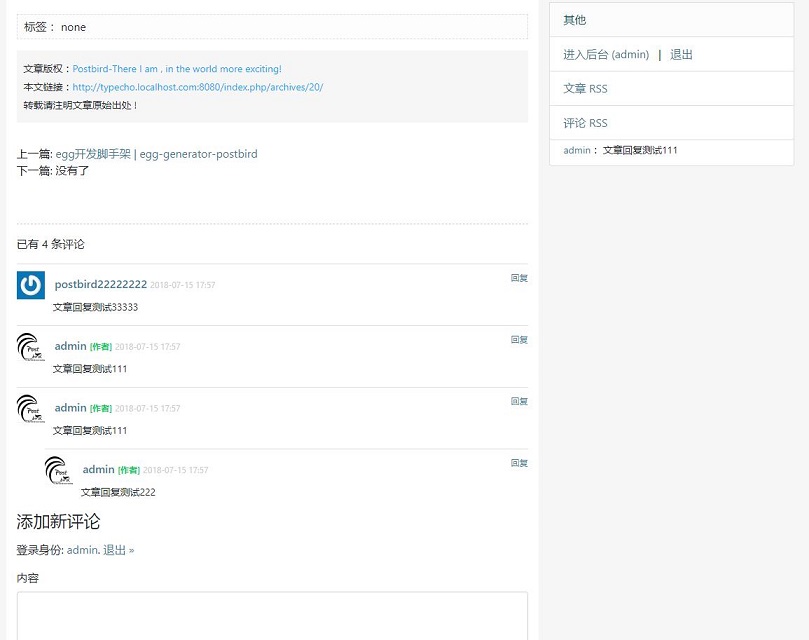 标签： none
文章版权：Postbird-There I am , in the world more exciting!
本文链接：http://typecho.localhost.com:8080/index.php/archives/20/
转载请注明文章原始出处！
上一篇: egg开发脚手架 | egg-generator-postbird
下一篇: 没有了
已有 4 条评论
postbird22222222 2018-07-15 17:57 回复
文章回复测试33333
admin [作者] 2018-07-15 17:57 回复
文章回复测试111
admin [作者] 2018-07-15 17:57 回复
文章回复测试111
admin [作者] 2018-07-15 17:57 回复
文章回复测试222
添加新评论
登录身份: admin. 退出 »
内容
其他
进入后台 (admin) | 退出
文章 RSS
评论 RSS
admin： 文章回复测试111